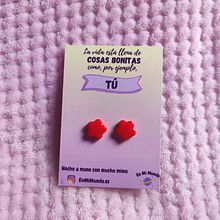 La vida está llena de
COSAS BONITAS
como, por ejemplo,
TÚ
Hecho a mano con mucho mimo
EnMiMundo.es
En Mi Mundo